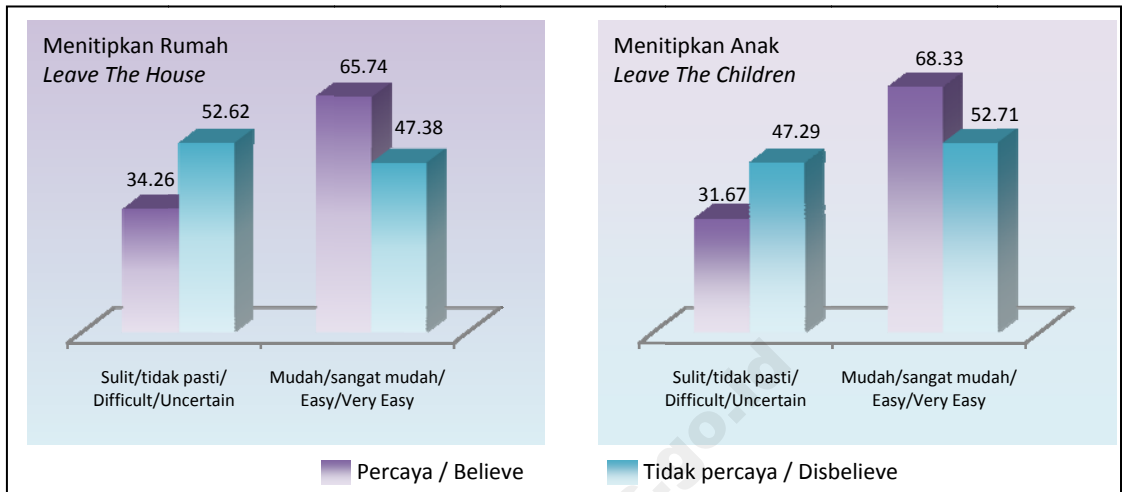 Menitipkan Rumah
Leave The House
65.74
52.62
47.38
34.26
Sulit/tidak pasti/
Difficult/Uncertain
Mudah/sangat mudah/
Easy/Very Easy
Menitipkan Anak
Leave The Children
68.33
52.71
47.29
31.67
Sulit/tidak pasti/
Difficult/Uncertain
Mudah/sangat mudah/
Easy/Very Easy
Percaya / Believe
Tidak percaya / Disbelieve
.go.id